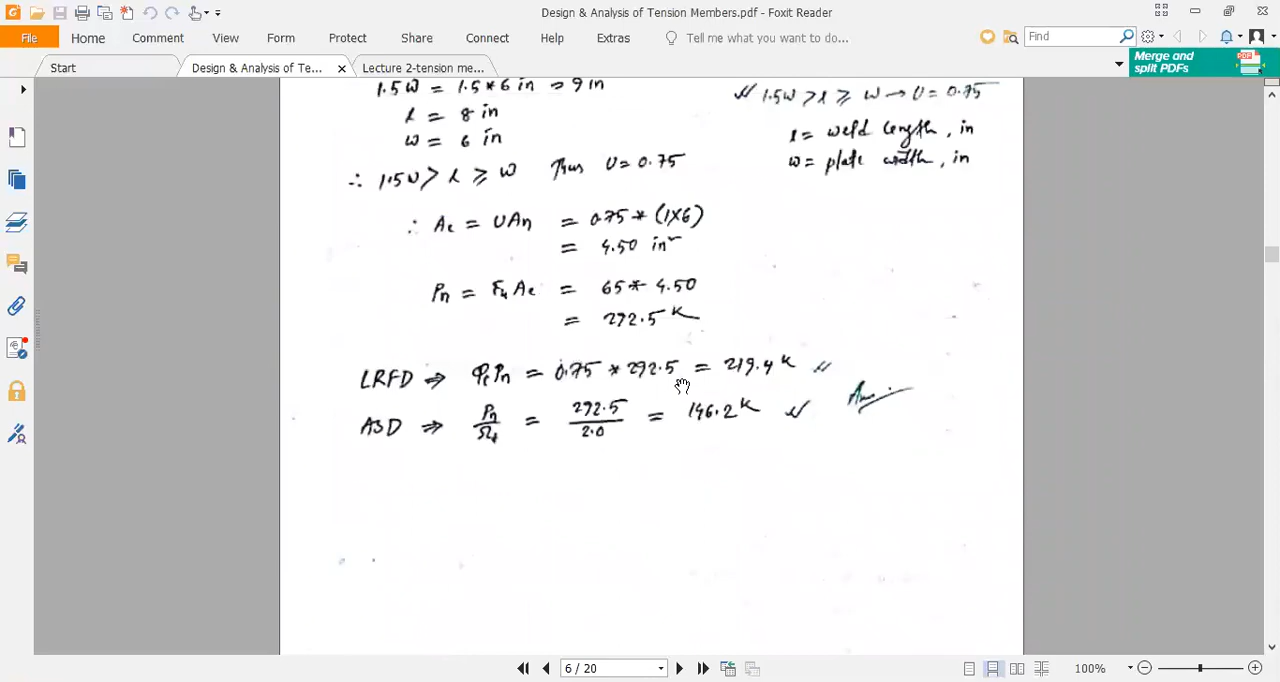 Design & Analysis of Tension Members.pdf - Foxit Reader
File Home Comment View Form Protect Share Connect Extras Tell me what you want to do... Find
Start Design & Analysis of Te... Lecture 2-tension me... Merge and split PDFs
1.5W = 1.5*6 in => 9 in
l = 8 in
w = 6 in
∴ 1.5W > l ≥ W Thus U = 0.75
1.5W > l ≥ W → U = 0.75
l = weld length, in
w = plate width, in
∴ Ae = UAn = 0.75 * (1x6)
= 4.50 in²
Pn = Fu Ae = 65 * 4.50
= 292.5 K
LRFD ⇒ φt Pn = 0.75 * 292.5 = 219.4 K
ASD ⇒ Pn/Ωt = 292.5/2.0 = 146.2 K
Ans.
6 / 20
100%